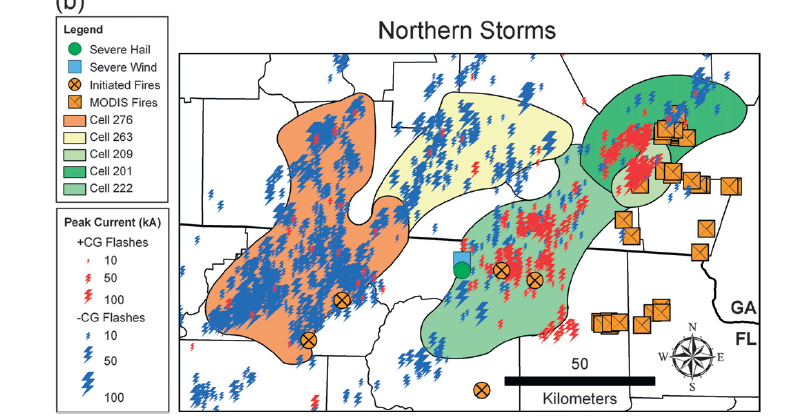 (b)
Northern Storms
Legend
Severe Hail
Severe Wind
Initiated Fires
MODIS Fires
Cell 276
Cell 263
Cell 209
Cell 201
Cell 222
Peak Current (kA)
+CG Flashes
10
50
100
-CG Flashes
10
50
100
GA
FL
N
W E
S
50
Kilometers